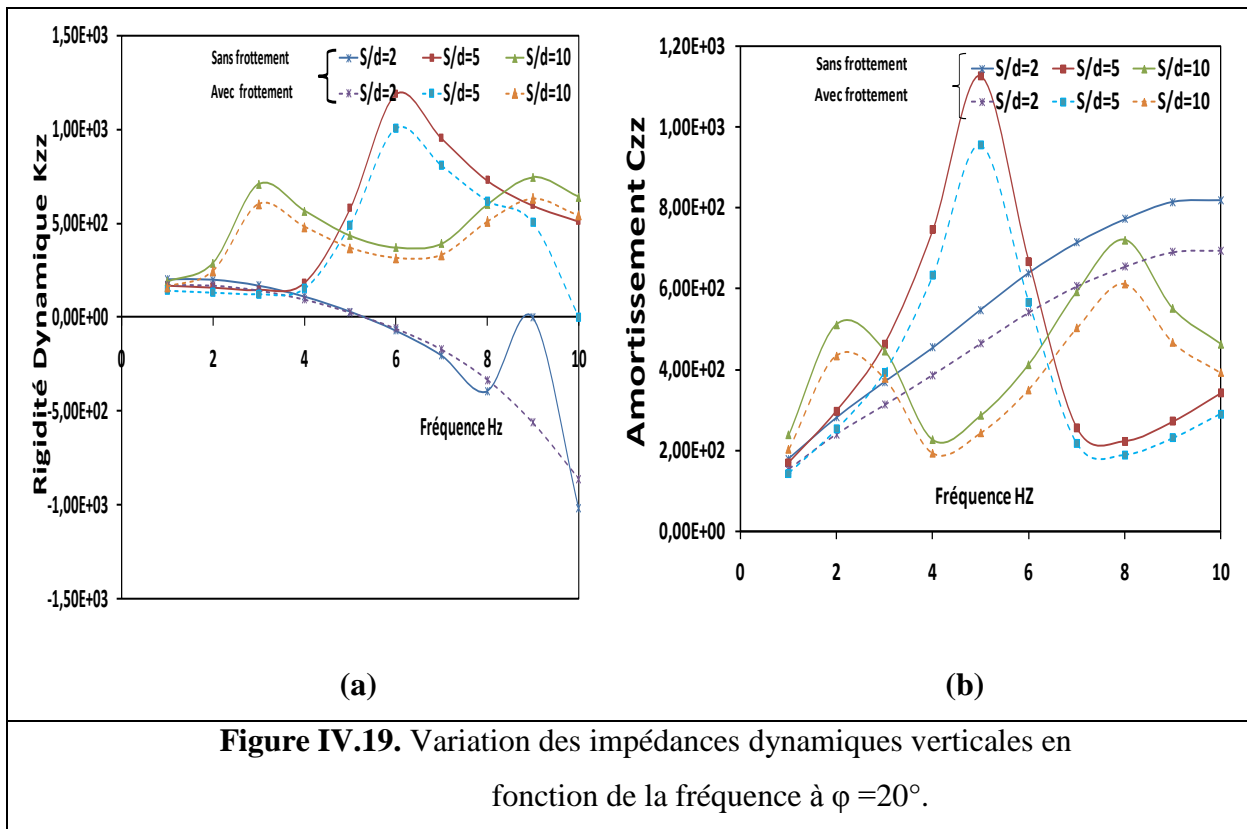 1,50E+03
1,00E+03
5,00E+02
0,00E+00
-5,00E+02
-1,00E+03
-1,50E+03
Rigidité Dynamique Kzz
Sans frottement
S/d=2 S/d=5 S/d=10
Avec frottement
S/d=2 S/d=5 S/d=10
0 2 4 6 8 10
Fréquence Hz
(a)
1,20E+03
1,00E+03
8,00E+02
6,00E+02
4,00E+02
2,00E+02
0,00E+00
Amortissement Czz
Sans frottement
S/d=2 S/d=5 S/d=10
Avec frottement
S/d=2 S/d=5 S/d=10
Fréquence HZ
0 2 4 6 8 10
(b)
Figure IV.19. Variation des impédances dynamiques verticales en
fonction de la fréquence à φ =20°.